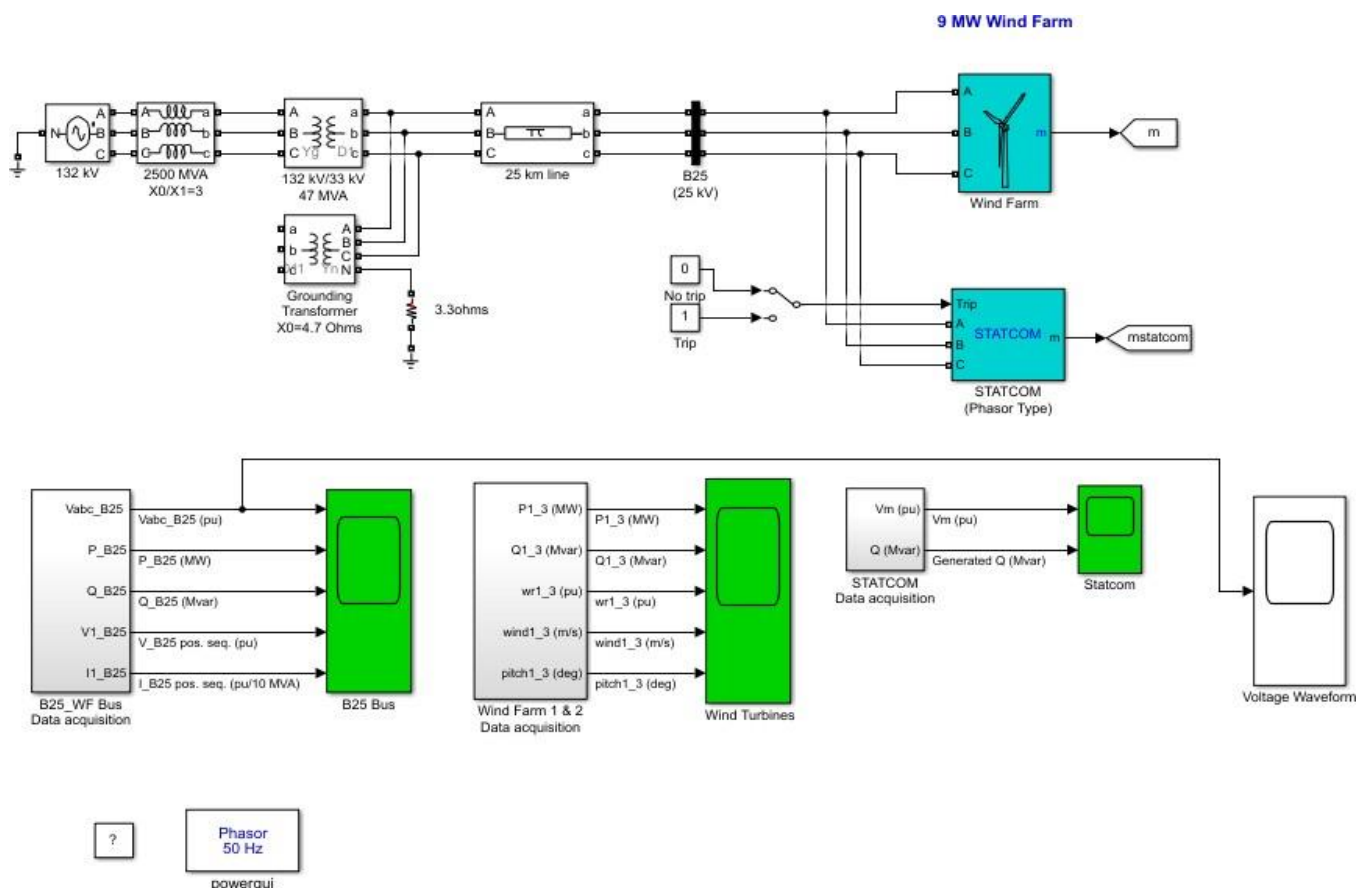 9 MW Wind Farm
N
A
B
C
132 kV
A
B
C
a
b
c
2500 MVA
X0/X1=3
A
B
C
a
b
c
Yg
D1
132 kV/33 kV
47 MVA
A
B
C
a
b
c
25 km line
B25
(25 kV)
A
B
C
m
Wind Farm
m
a
b
c
A
B
C
N
Yn
Grounding
Transformer
X0=4.7 Ohms
3.3ohms
0
No trip
1
Trip
Trip
A
B
C
STATCOM
m
STATCOM
(Phasor Type)
mstatcom
Vabc_B25
P_B25
Q_B25
V1_B25
I1_B25
B25_WF Bus
Data acquisition
Vabc_B25 (pu)
P_B25 (MW)
Q_B25 (Mvar)
V_B25 pos. seq. (pu)
I_B25 pos. seq. (pu/10 MVA)
B25 Bus
P1_3 (MW)
Q1_3 (Mvar)
wr1_3 (pu)
wind1_3 (m/s)
pitch1_3 (deg)
Wind Farm 1 & 2
Data acquisition
P1_3 (MW)
Q1_3 (Mvar)
wr1_3 (pu)
wind1_3 (m/s)
pitch1_3 (deg)
Wind Turbines
Vm (pu)
Q (Mvar)
STATCOM
Data acquisition
Vm (pu)
Generated Q (Mvar)
Statcom
Voltage Waveform
?
Phasor
50 Hz
powergui